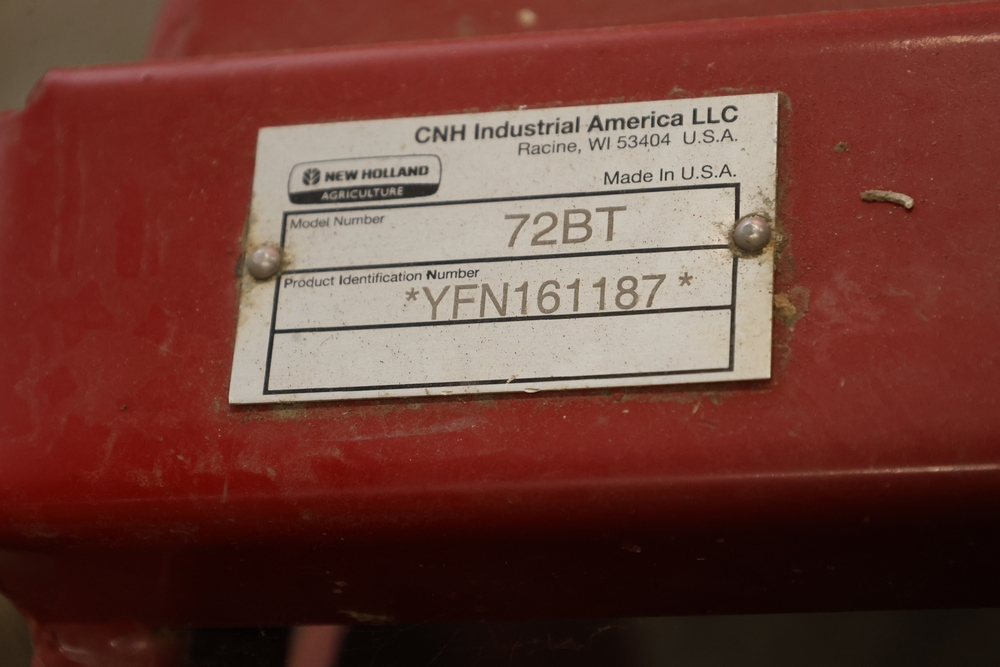 CNH Industrial America LLC
Racine, WI 53404 U.S.A.
NEW HOLLAND
AGRICULTURE
Made In U.S.A.
Model Number
72BT
Product Identification Number
*YFN161187 *